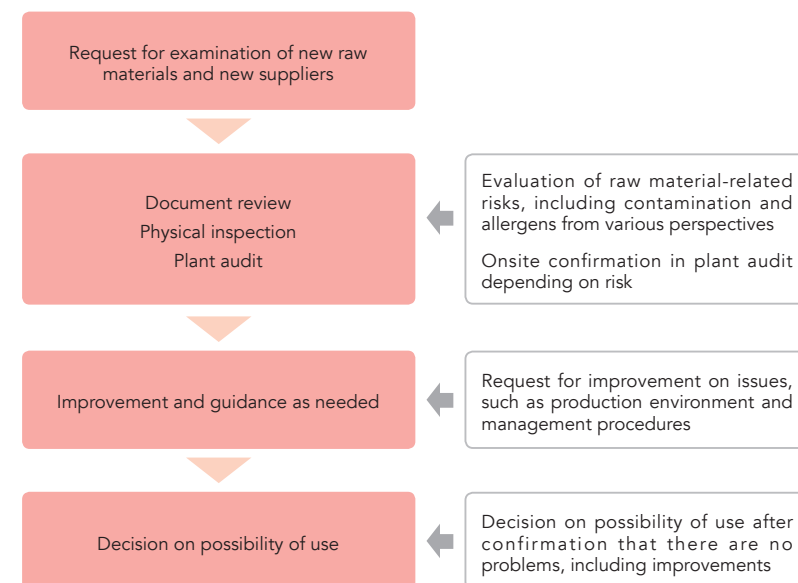 Request for examination of new raw
materials and new suppliers
Document review
Physical inspection
Plant audit
Evaluation of raw material-related
risks, including contamination and
allergens from various perspectives
Onsite confirmation in plant audit
depending on risk
Improvement and guidance as needed
Request for improvement on issues,
such as production environment and
management procedures
Decision on possibility of use
Decision on possibility of use after
confirmation that there are no
problems, including improvements